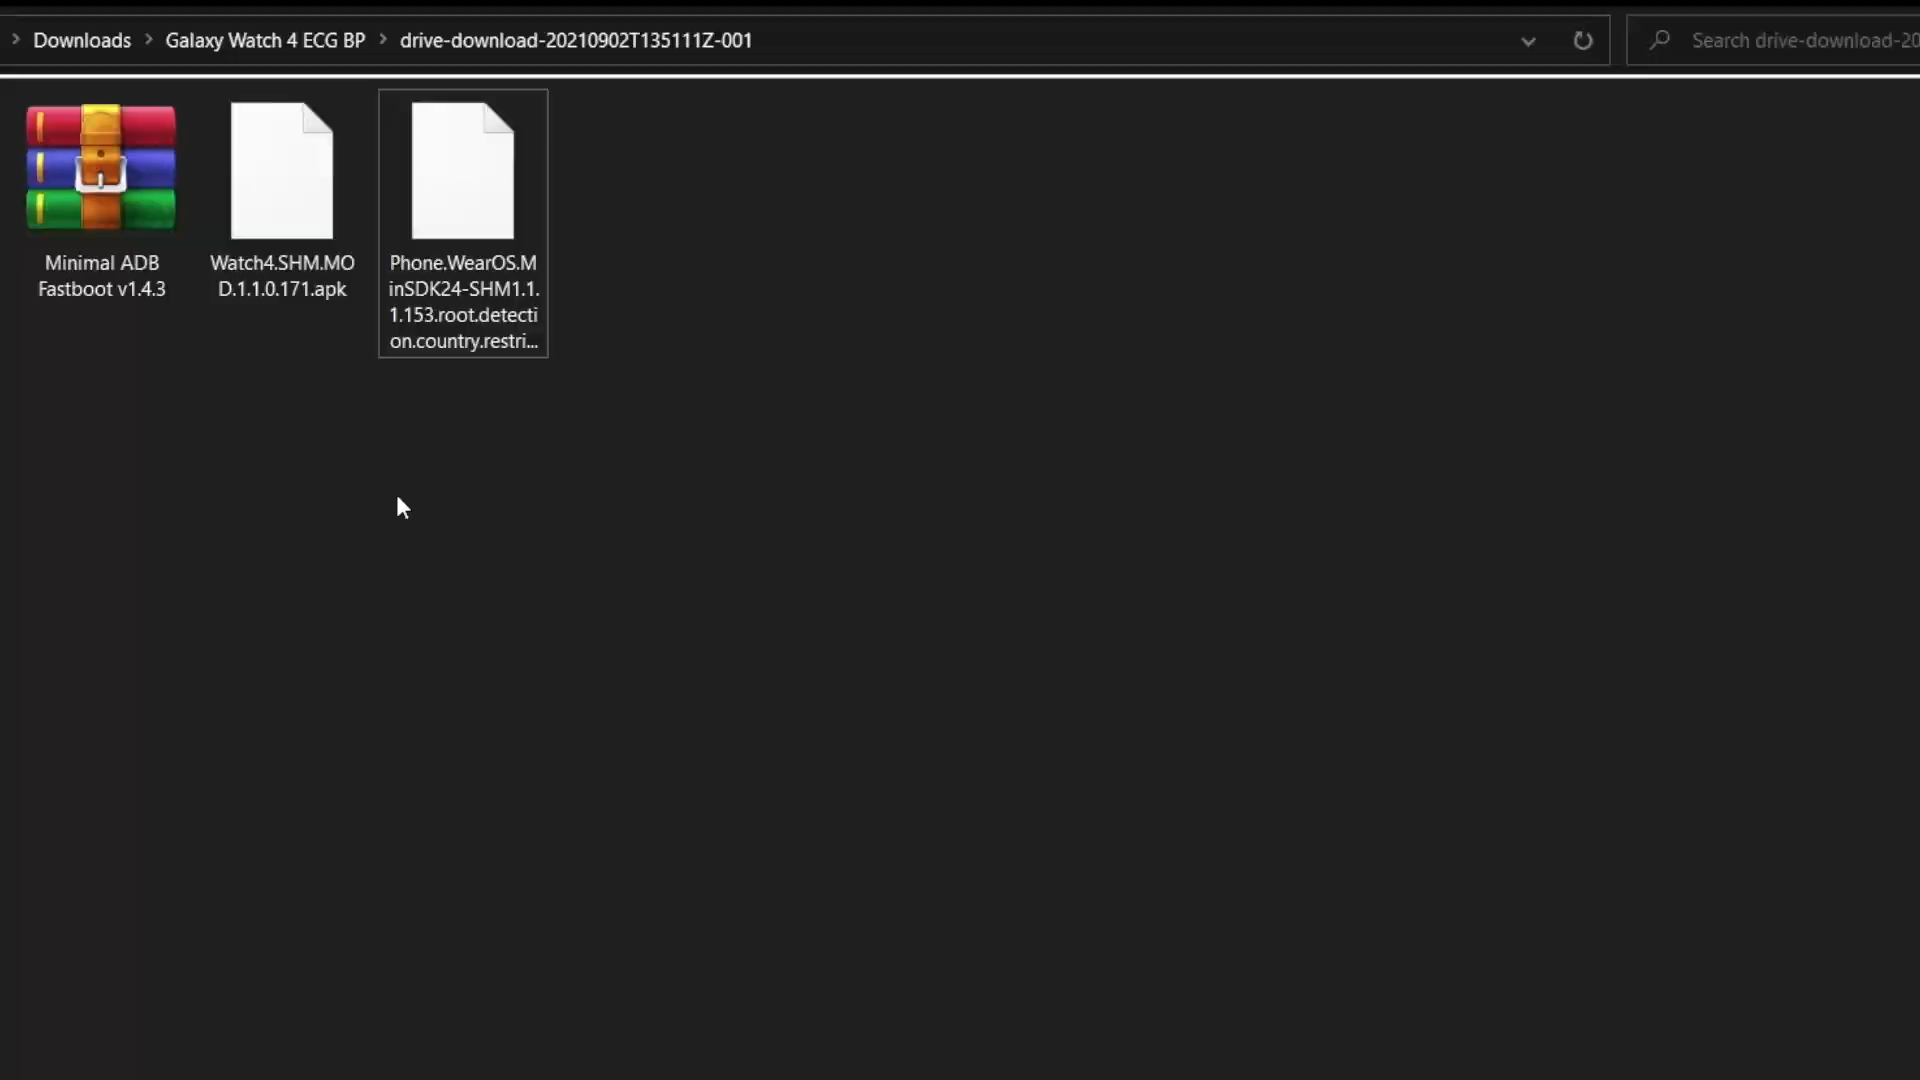 Downloads > Galaxy Watch 4 ECG BP > drive-download-20210902T135111Z-001
Search drive-download-20
Minimal ADB
Fastboot v1.4.3
Watch4.SHM.MO
D.1.1.0.171.apk
Phone.WearOS.M
inSDK24-SHM1.1.
1.153.root.detecti
on.country.restri...